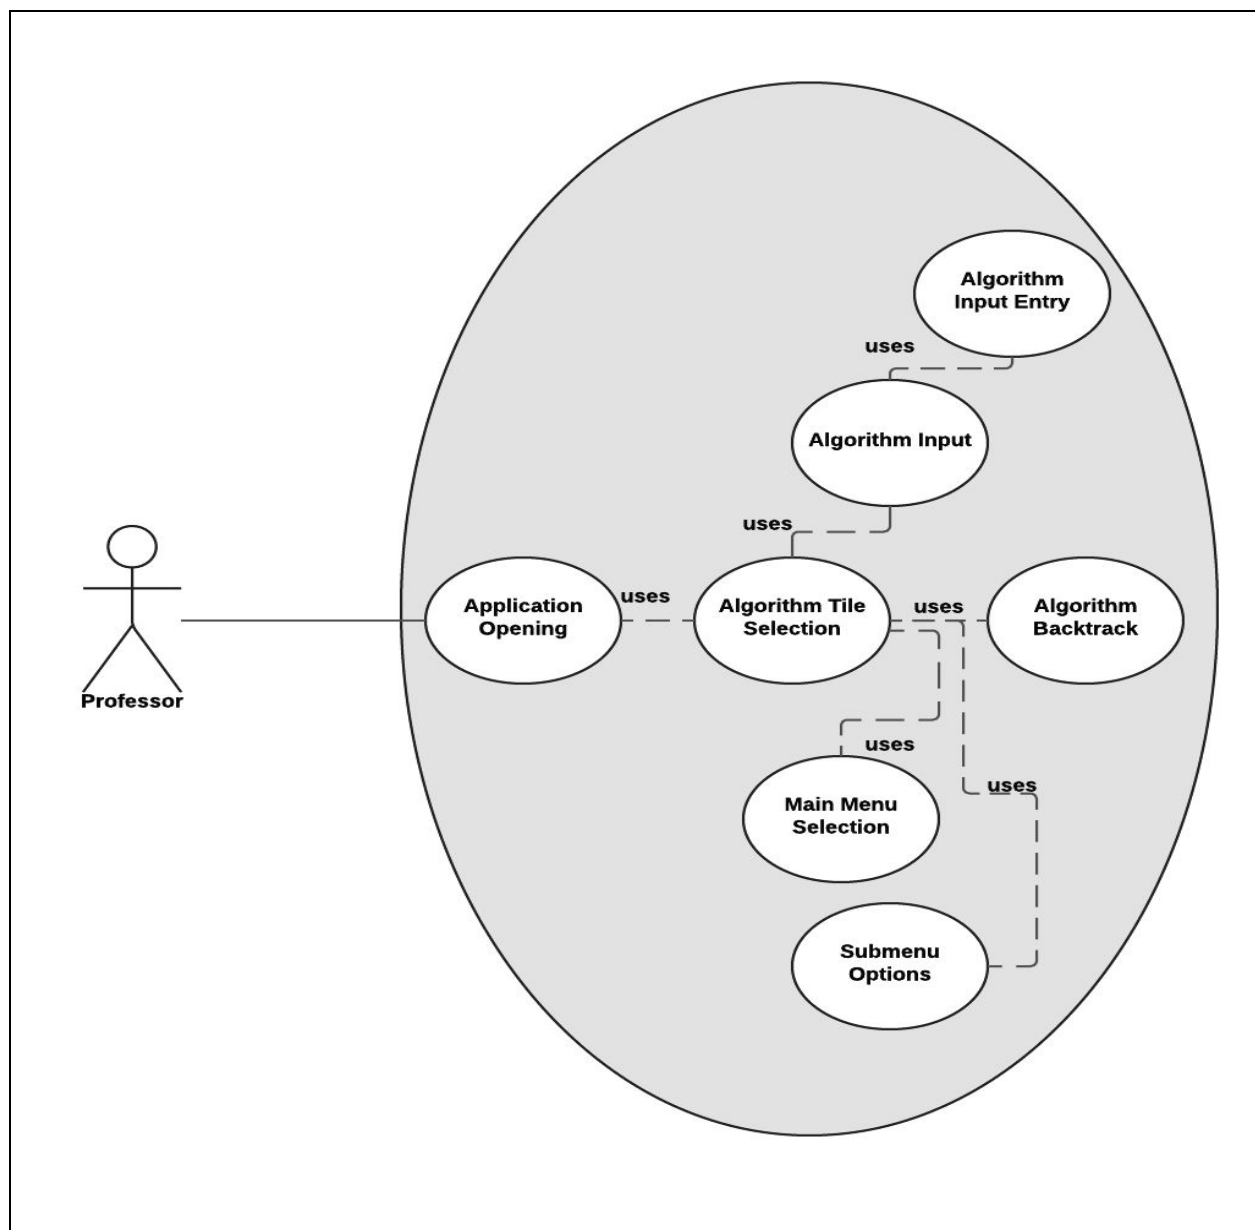 Algorithm
Input Entry
uses
Algorithm Input
uses
Application
Opening
uses
Algorithm Tile
Selection
uses
Algorithm
Backtrack
Professor
uses
Main Menu
Selection
uses
Submenu
Options